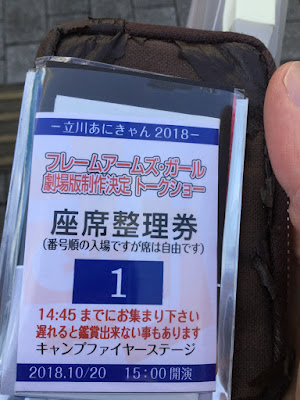 －立川あにきゃん 2018－
フレームアームズ・ガール
劇場版制作決定 トークショー
座席整理券
(番号順の入場ですが席は自由です)
1
14:45 までにお集まり下さい
遅れると鑑賞出来ない事もあります
キャンプファイヤーステージ
2018.10/20 15:00 開演